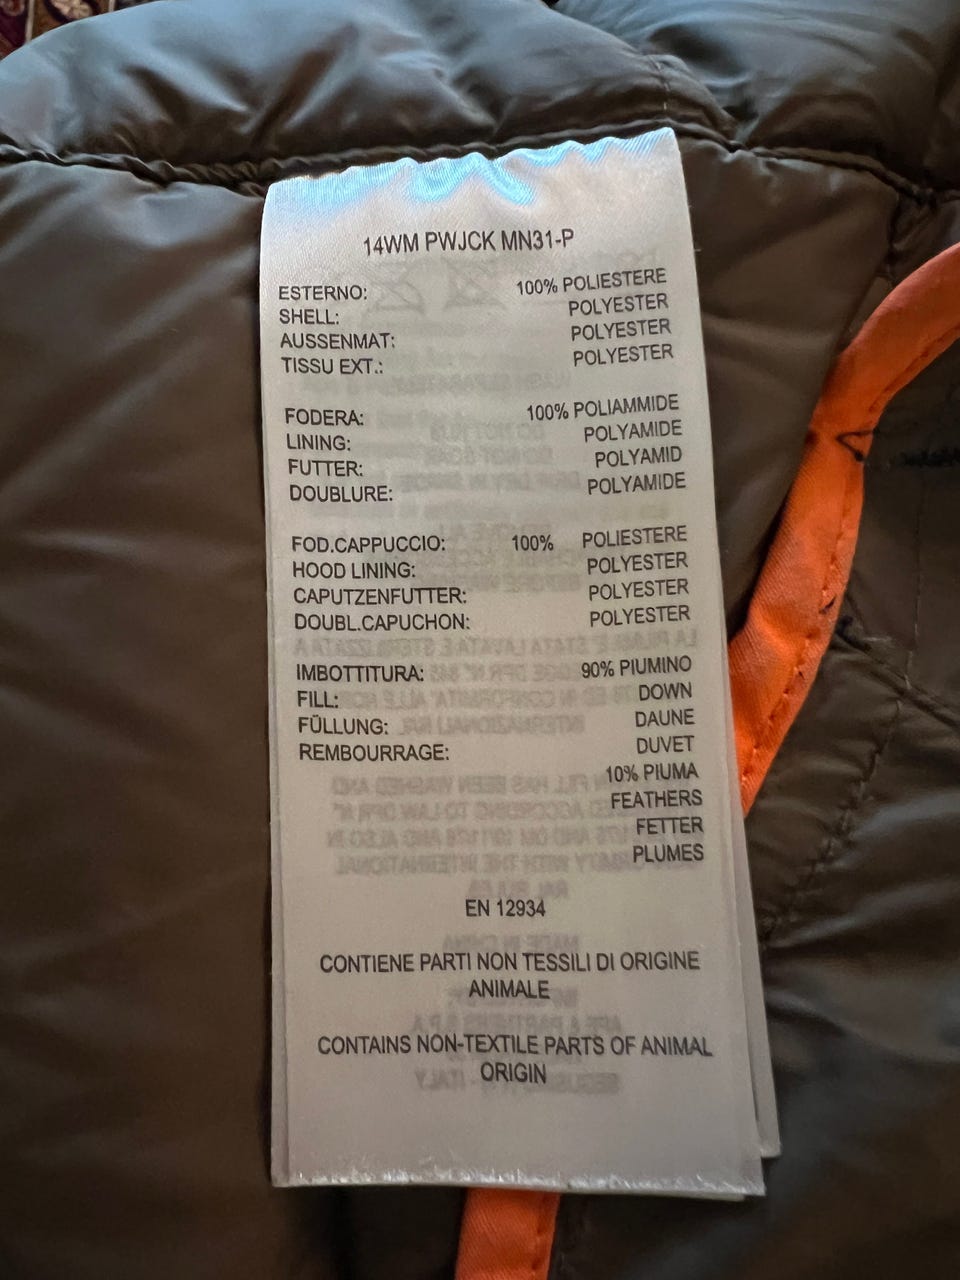 14WM PWJCK MN31-P
ESTERNO: 100% POLIESTERE
SHELL: POLYESTER
AUSSENMAT: POLYESTER
TISSU EXT.: POLYESTER
FODERA: 100% POLIAMMIDE
LINING: POLYAMIDE
FUTTER: POLYAMID
DOUBLURE: POLYAMIDE
FOD.CAPPUCCIO: 100% POLIESTERE
HOOD LINING: POLYESTER
CAPUTZENFUTTER: POLYESTER
DOUBL.CAPUCHON: POLYESTER
IMBOTTITURA: 90% PIUMINO
FILL: DOWN
FÜLLUNG: DAUNE
REMBOURRAGE: DUVET
10% PIUMA
FEATHERS
FETTER
PLUMES
EN 12934
CONTIENE PARTI NON TESSILI DI ORIGINE
ANIMALE
CONTAINS NON-TEXTILE PARTS OF ANIMAL
ORIGIN